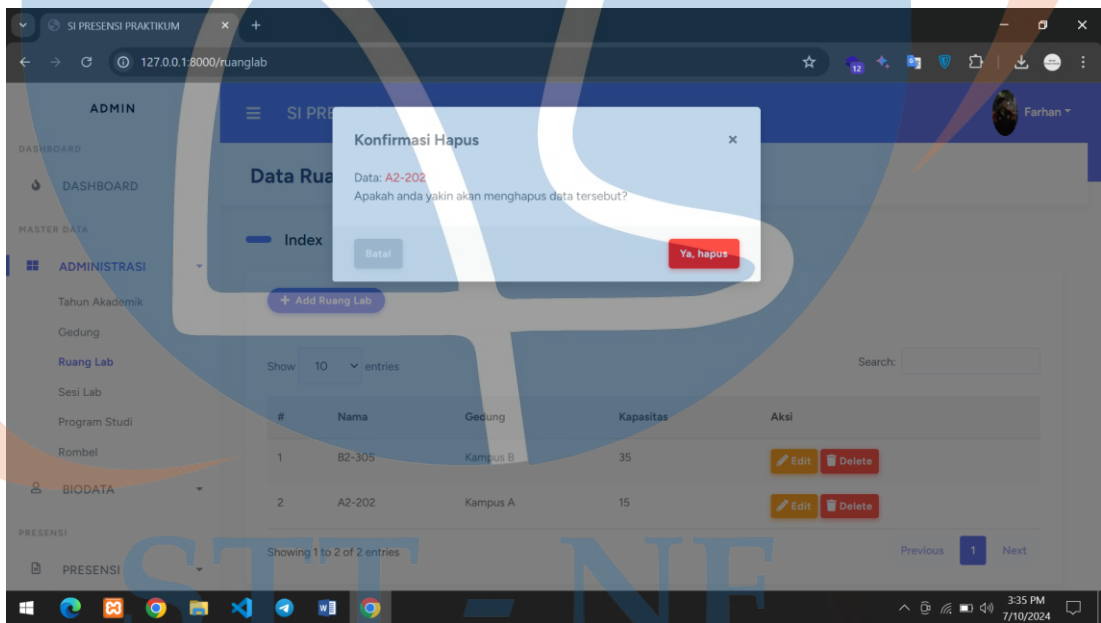 SI PRESENSI PRAKTIKUM
127.0.0.1:8000/ruanglab
12
ADMIN
SI PRE
Farhan
Konfirmasi Hapus
Data: A2-202
Apakah anda yakin akan menghapus data tersebut?
Batal
Ya, hapus
DASHBOARD
DASHBOARD
MASTER DATA
ADMINISTRASI
Tahun Akademik
Gedung
Ruang Lab
Sesi Lab
Program Studi
Rombel
BIODATA
PRESENSI
PRESENSI
Data Rua
Index
+ Add Ruang Lab
Show 10 entries
Search:
# Nama Gedung Kapasitas Aksi
1 B2-305 Kampus B 35 Edit Delete
2 A2-202 Kampus A 15 Edit Delete
Showing 1 to 2 of 2 entries
Previous 1 Next
STT - NF
3:35 PM
7/10/2024